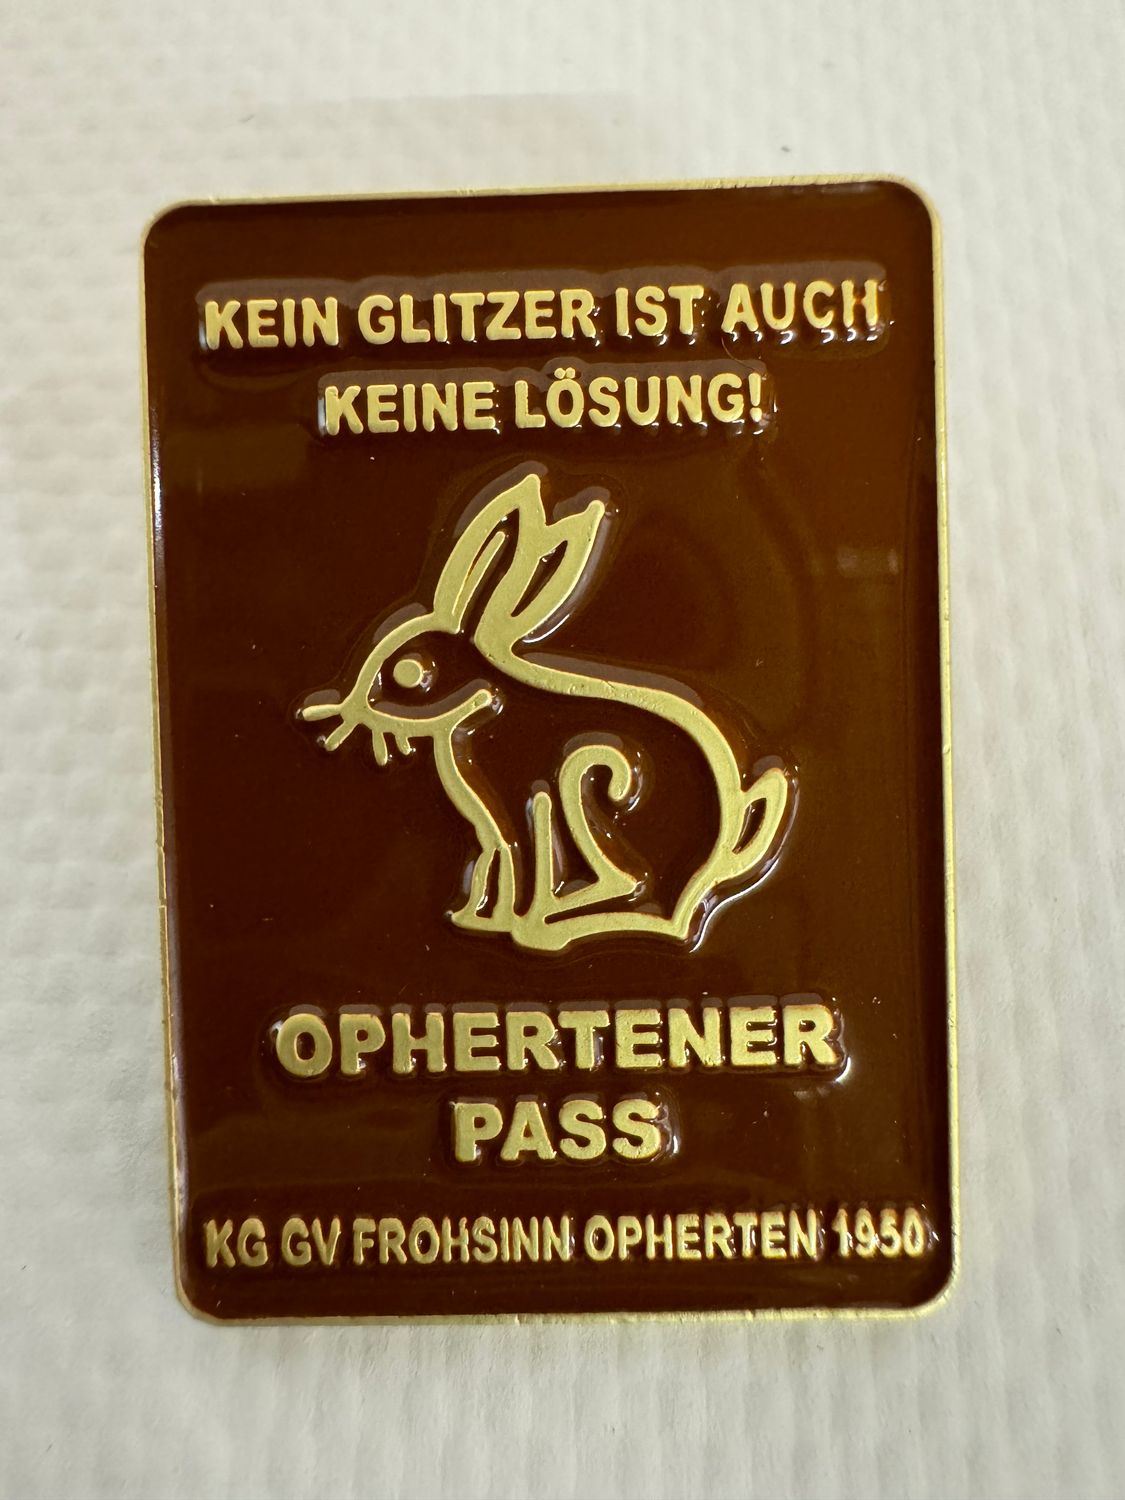 KEIN GLITZER IST AUCH
KEINE LÖSUNG!
OPHERTENER
PASS
KG GV FROHSINN OPHERTEN 1950